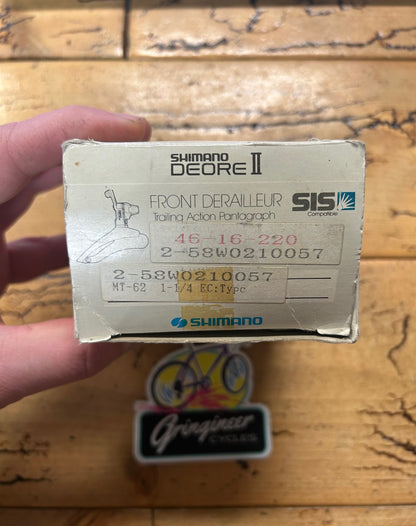 SHIMANO
DEORE II
FRONT DERAILLEUR
Trailing Action Pantagraph
SIS
Compatible
46-16-220
2-58W0210057
2-58W0210057
MT-62 1-1/4 EC:Type
SHIMANO
Gringineer
CYCLES